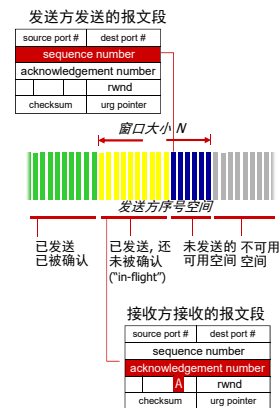 发送方发送的报文段
source port # dest port #
sequence number
acknowledgement number
rwnd
checksum urg pointer
窗口大小 N
发送方序号空间
已发送 已发送, 还 未发送的 不可用
已被确认 未被确认 可用空间 空间
("in-flight")
接收方接收的报文段
source port # dest port #
sequence number
acknowledgement number
A rwnd
checksum urg pointer